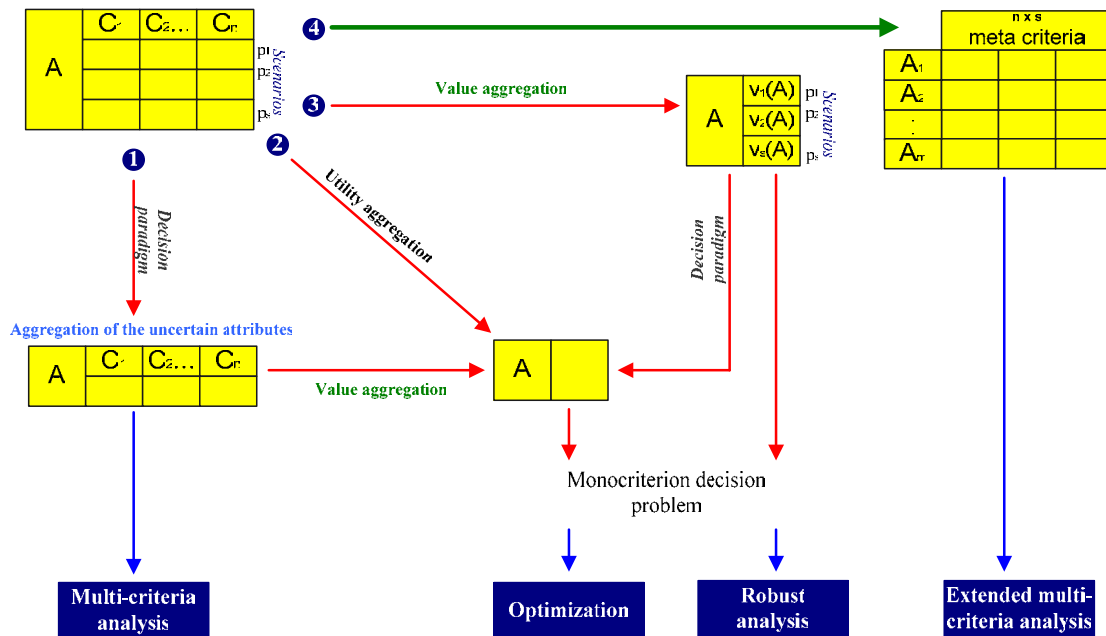 C₁ C₂... Cₙ
A
p₁
p₂
pₛ
Scenarios
4
n x s
meta criteria
A₁
A₂
:
Aₘ
3
Value aggregation
A
v₁(A) p₁
v₂(A) p₂
vₛ(A) pₛ
Scenarios
2
1
Utility aggregation
Decision
paradigm
Decision
paradigm
Aggregation of the uncertain attributes
C₁ C₂... Cₙ
A
Value aggregation
A
Monocriterion decision
problem
Multi-criteria
analysis
Optimization
Robust
analysis
Extended multi-
criteria analysis